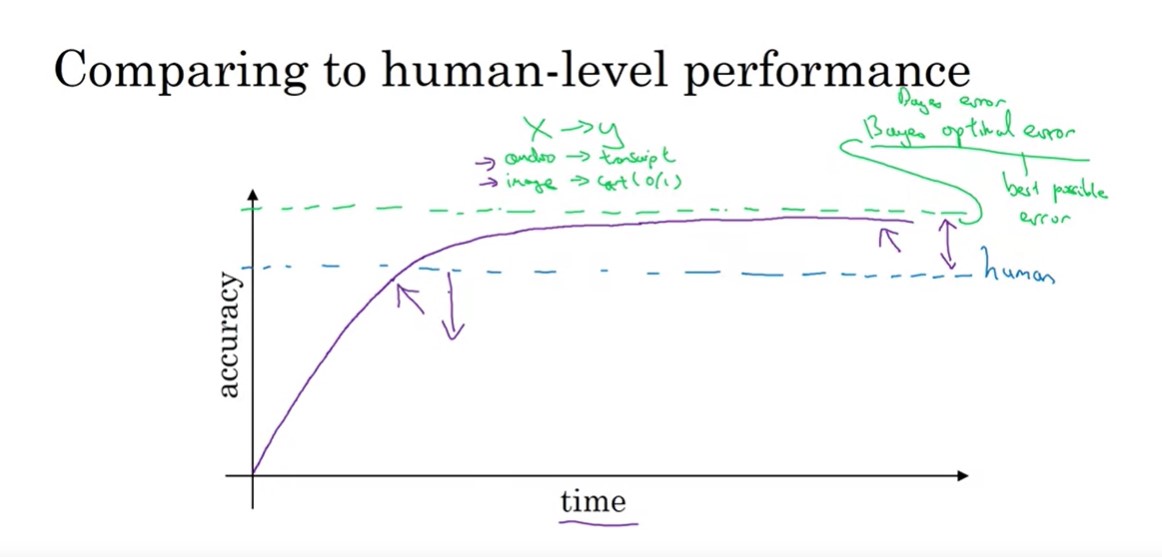 Comparing to human-level performance
Bayes error
Bayes optimal error
X → y
→ audio → transcript
→ image → cat (0/1)
best possible
error
human
accuracy
time